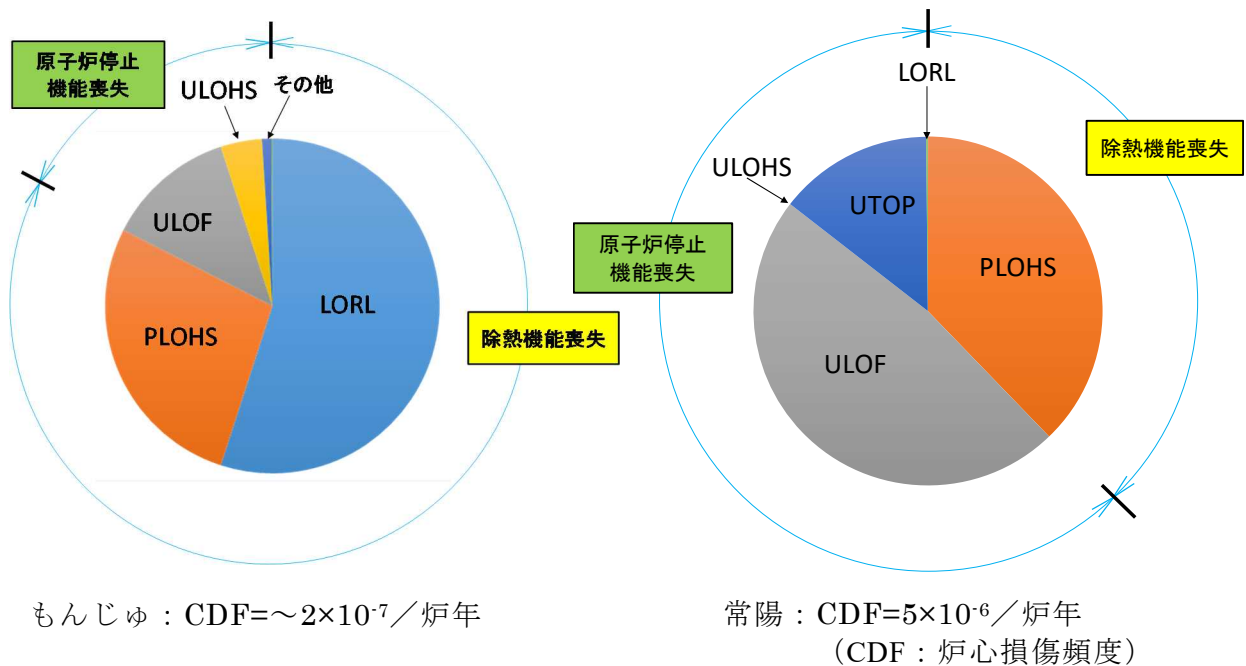 原子炉停止
機能喪失
ULOHS
その他
ULOF
PLOHS
LORL
除熱機能喪失
もんじゅ：CDF=～2×10⁻⁷／炉年
LORL
除熱機能喪失
ULOHS
UTOP
原子炉停止
機能喪失
PLOHS
ULOF
常陽：CDF=5×10⁻⁶／炉年
（CDF：炉心損傷頻度）